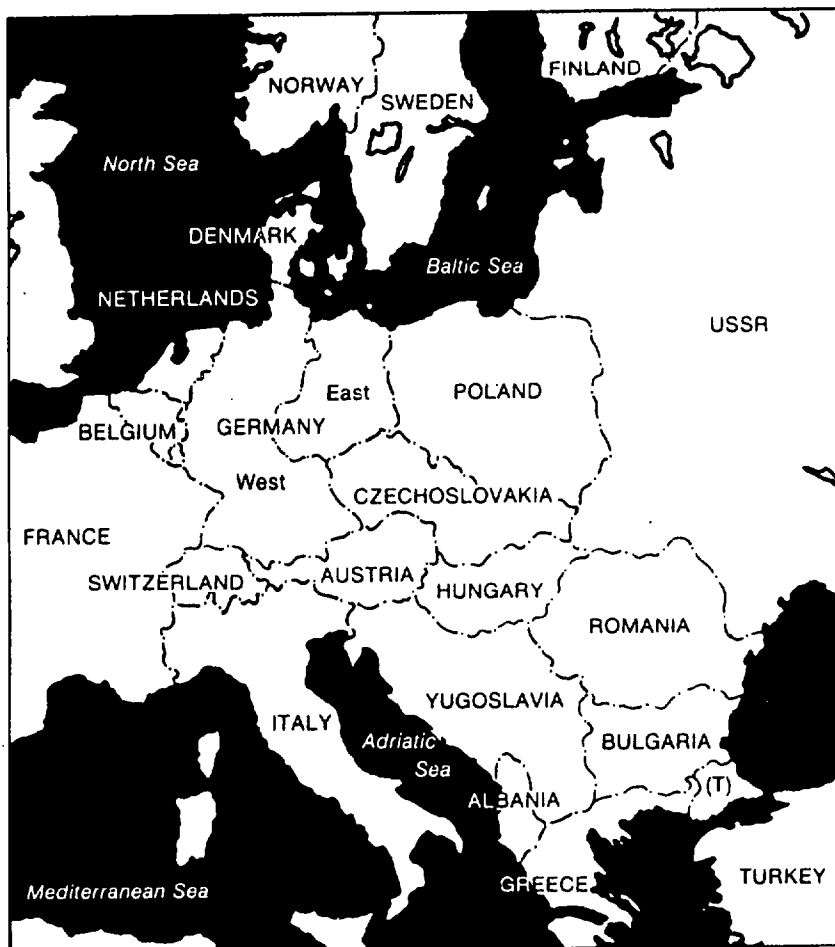 NORWAY
SWEDEN
FINLAND
North Sea
DENMARK
Baltic Sea
NETHERLANDS
USSR
East
POLAND
BELGIUM
GERMANY
West
CZECHOSLOVAKIA
FRANCE
SWITZERLAND
AUSTRIA
HUNGARY
ROMANIA
YUGOSLAVIA
ITALY
Adriatic
Sea
BULGARIA
(T)
ALBANIA
Mediterranean Sea
GREECE
TURKEY